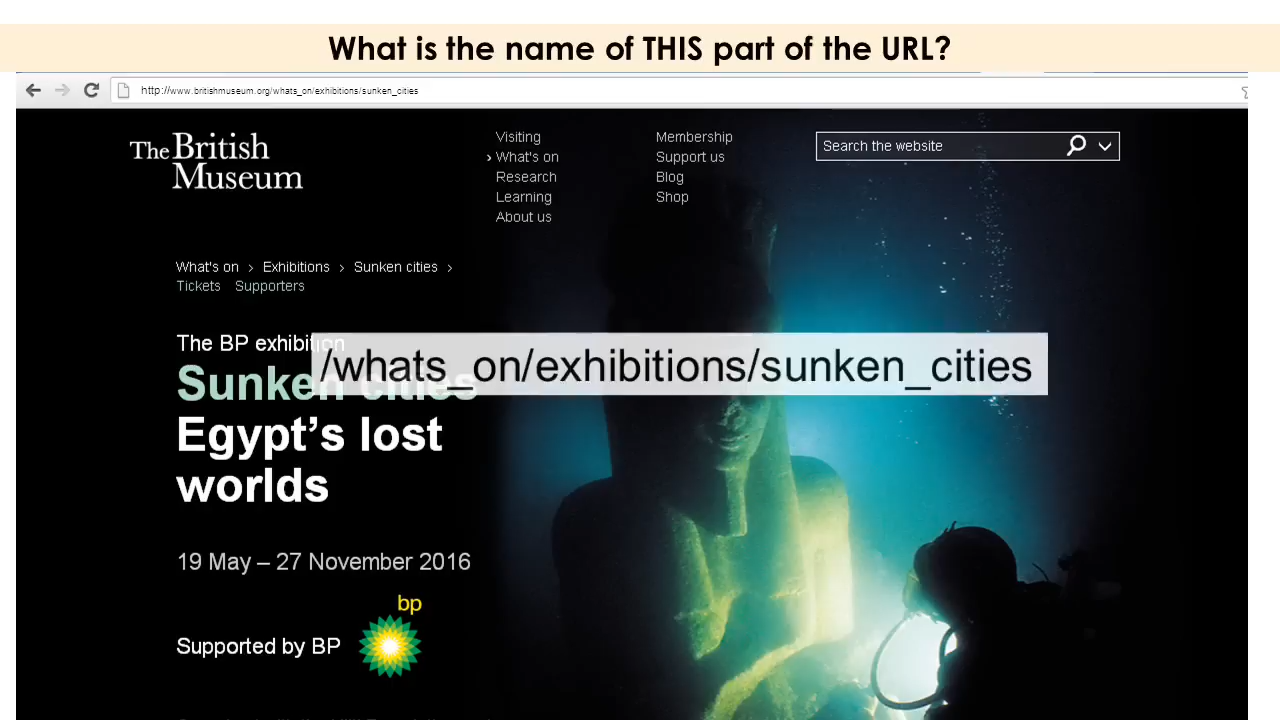 What is the name of THIS part of the URL?
http://www.britishmuseum.org/whats_on/exhibitions/sunken_cities
The British
Museum
Visiting
› What's on
Research
Learning
About us
Membership
Support us
Blog
Shop
Search the website
What's on › Exhibitions › Sunken cities ›
Tickets Supporters
The BP exhibition
/whats_on/exhibitions/sunken_cities
Sunken cities
Egypt’s lost
worlds
19 May – 27 November 2016
bp
Supported by BP